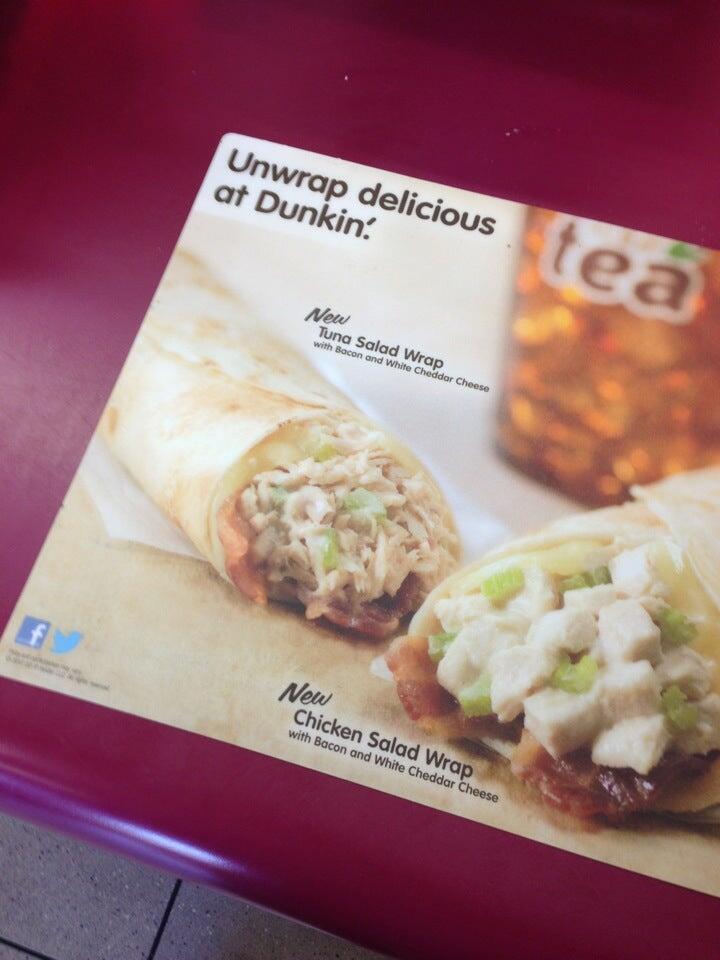 Unwrap delicious
at Dunkin'.
tea
New
Tuna Salad Wrap
with Bacon and White Cheddar Cheese
f
New
Chicken Salad Wrap
with Bacon and White Cheddar Cheese